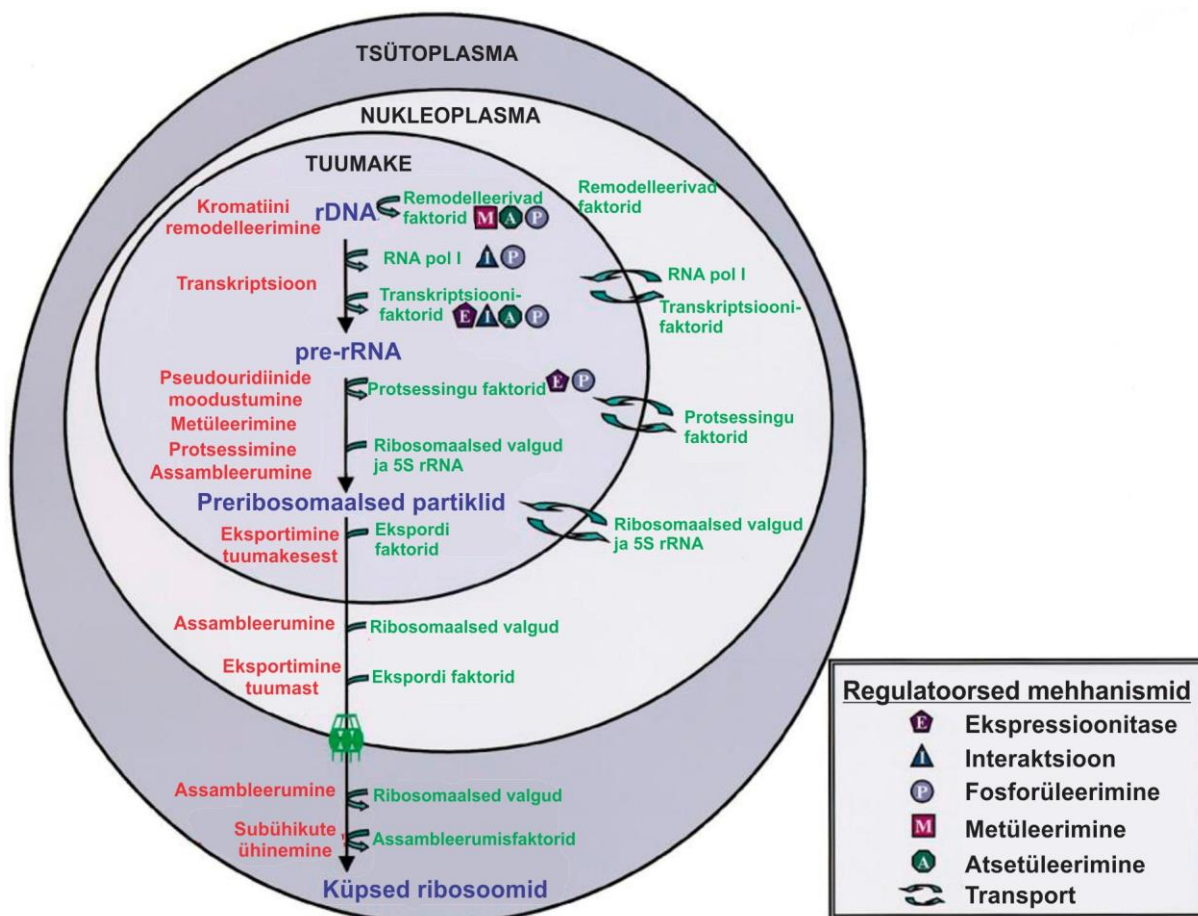 TSÜTOPLASMA
NUKLEOPLASMA
TUUMAKE
Kromatiini
remodelleerimine
rDNA
Remodelleerivad
faktorid M A P
Remodelleerivad
faktorid
RNA pol I I P
Transkriptsioon
Transkriptsiooni-
faktorid E I A P
RNA pol I
Transkriptsiooni-
faktorid
pre-rRNA
Pseudouridiinide
moodustumine
Metüleerimine
Protsessimine
Assambleerumine
Protsessingu faktorid E P
Ribosomaalsed valgud
ja 5S rRNA
Protsessingu
faktorid
Preribosomaalsed partiklid
Eksportimine
tuumakesest
Ekspordi
faktorid
Ribosomaalsed valgud
ja 5S rRNA
Assambleerumine
Ribosomaalsed valgud
Eksportimine
tuumast
Ekspordi faktorid
Assambleerumine
Ribosomaalsed valgud
Subühikute
ühinemine
Assambleerumisfaktorid
Küpsed ribosoomid
Regulatoorsed mehhanismid
E Ekspressioonitase
I Interaktsioon
P Fosforüleerimine
M Metüleerimine
A Atsetüleerimine
Transport